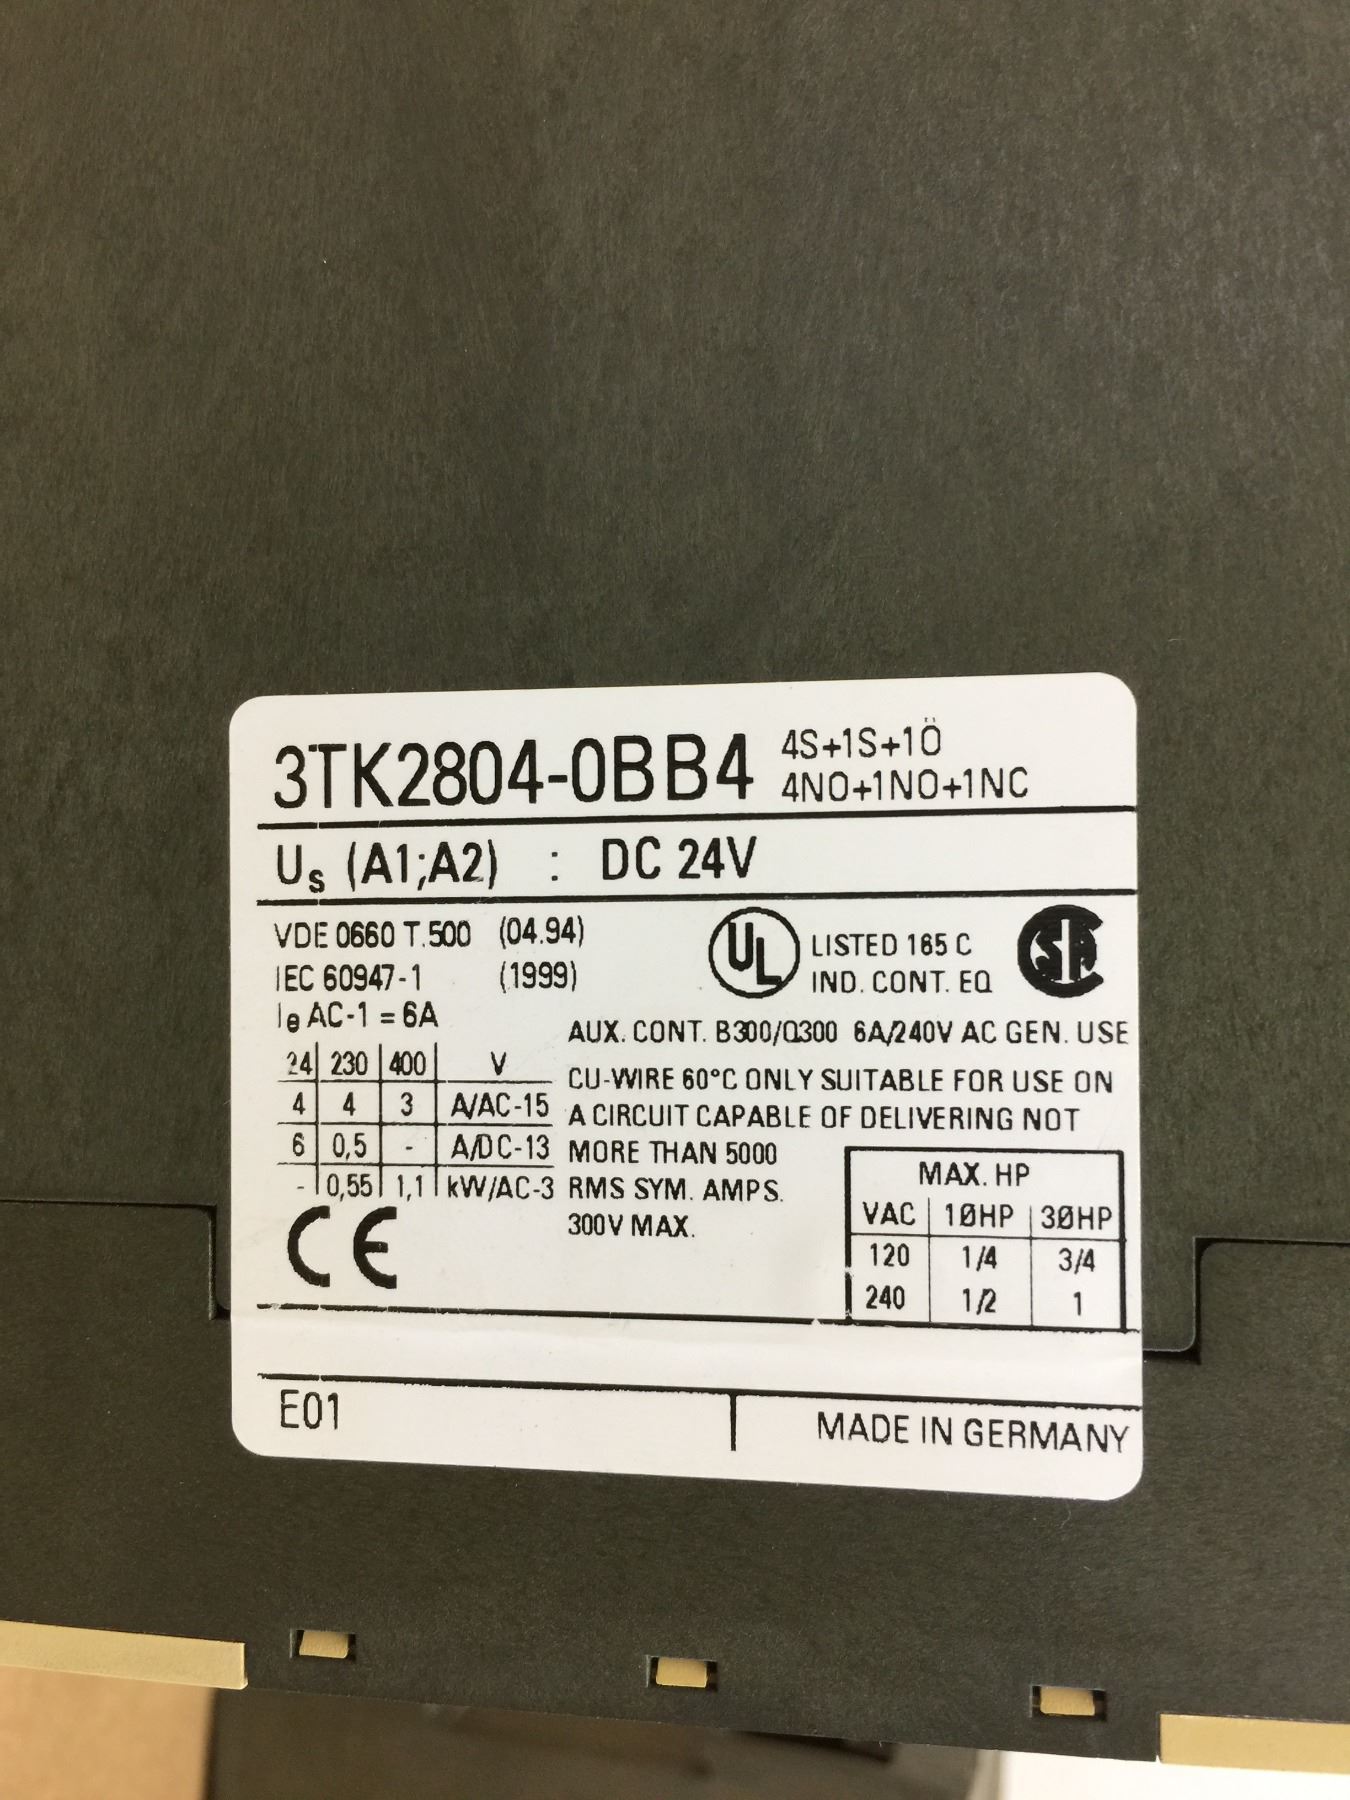 3TK2804-0BB4 4S+1S+1Ö
4NO+1NO+1NC
Us (A1;A2) : DC 24V
VDE 0660 T.500 (04.94)
IEC 60947-1 (1999)
Ie AC-1 = 6A
UL LISTED 165 C
IND. CONT. EQ
SA
AUX. CONT. B300/Q300 6A/240V AC GEN. USE
24 230 400 V
4 4 3 A/AC-15
6 0,5 - A/DC-13
- 0,55 1,1 kW/AC-3
CU-WIRE 60°C ONLY SUITABLE FOR USE ON
A CIRCUIT CAPABLE OF DELIVERING NOT
MORE THAN 5000
RMS SYM. AMPS.
300V MAX.
MAX. HP
VAC 1ØHP 3ØHP
120 1/4 3/4
240 1/2 1
CE
E01
MADE IN GERMANY